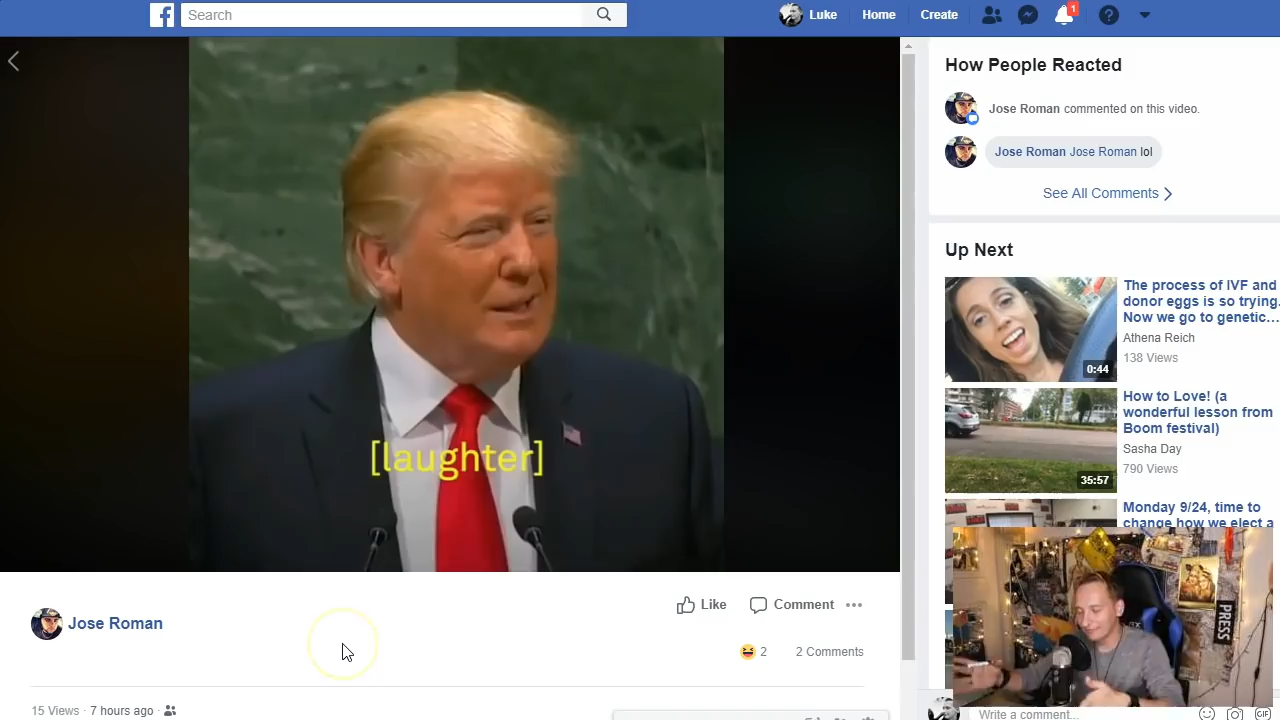 Search
Luke
Home
Create
1
[laughter]
Jose Roman
Like
Comment
2
2 Comments
15 Views · 7 hours ago ·
How People Reacted
Jose Roman commented on this video.
Jose Roman Jose Roman lol
See All Comments
Up Next
0:44
The process of IVF and
donor eggs is so trying.
Now we go to genetic…
Athena Reich
138 Views
35:57
How to Love! (a
wonderful lesson from
Boom festival)
Sasha Day
790 Views
Monday 9/24, time to
change how we elect a
PRESS
Write a comment...
GIF